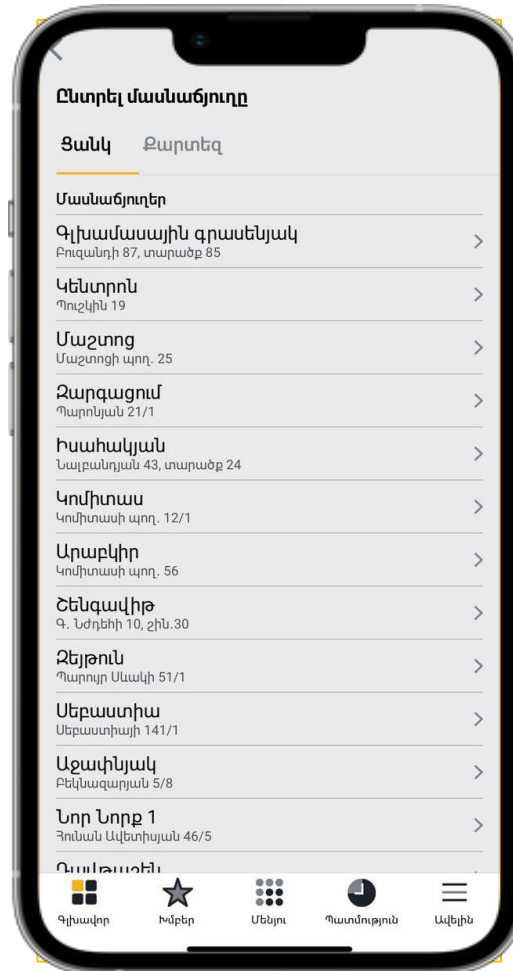 Ընտրել մասնաճյուղը
Ցանկ Քարտեզ
Մասնաճյուղեր
Գլխամասային գրասենյակ
Բուզանդի 87, տարածք 85
Կենտրոն
Պուշկին 19
Մաշտոց
Մաշտոցի պող. 25
Զարգացում
Պարոնյան 21/1
Իսահակյան
Նալբանդյան 43, տարածք 24
Կոմիտաս
Կոմիտասի պող. 12/1
Արաբկիր
Կոմիտասի պող. 56
Շենգավիթ
Գ. Նժդեհի 10, շին.30
Զեյթուն
Պարույր Սևակի 51/1
Սեբաստիա
Սեբաստիայի 141/1
Աջափնյակ
Բեկնազարյան 5/8
Նոր Նորք 1
Հունան Ավետիսյան 46/5
Դավթաշեն
Գլխավոր Խմբեր Մենյու Պատմություն Ավելին